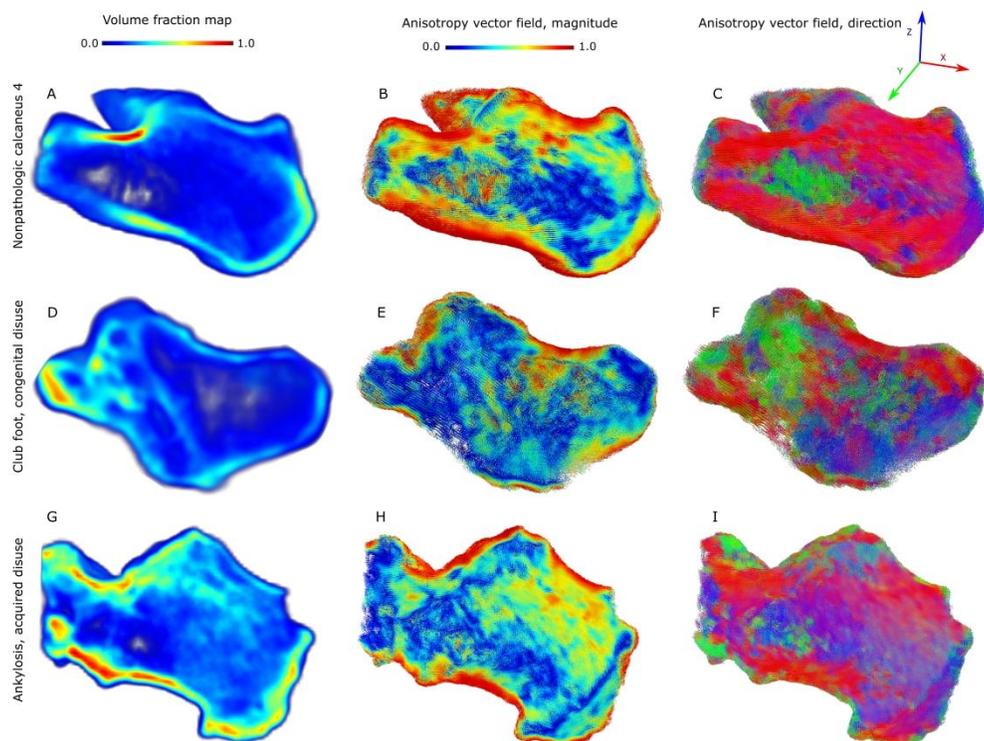 Volume fraction map
0.0 1.0
Anisotropy vector field, magnitude
0.0 1.0
Anisotropy vector field, direction
Z
X
Y
Nonpathologic calcaneus 4
A
B
C
Club foot, congenital disuse
D
E
F
Ankylosis, acquired disuse
G
H
I